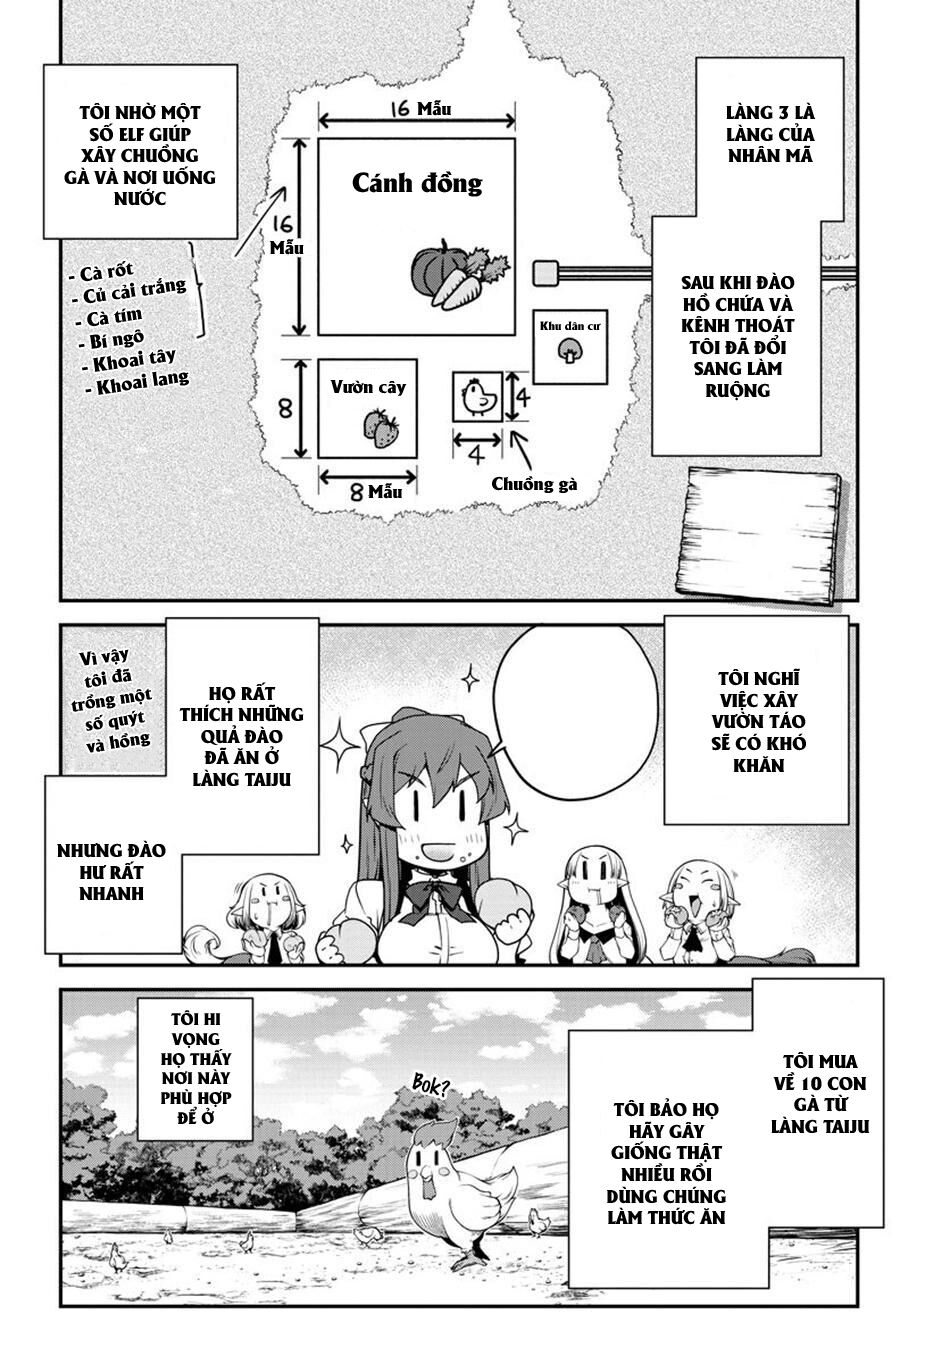 LÀNG 3 LÀ
LÀNG CỦA
NHÂN MÃ
SAU KHI ĐÀO
HỒ CHỨA VÀ
KÊNH THOÁT
TÔI ĐÃ ĐỔI
SANG LÀM
RUỘNG
16 Mẫu
Cánh đồng
16
Mẫu
Khu dân cư
Vườn cây
8
8 Mẫu
4
4
Chuồng gà
TÔI NHỜ MỘT
SỐ ELF GIÚP
XÂY CHUỒNG
GÀ VÀ NƠI UỐNG
NƯỚC
- Cà rốt
- Củ cải trắng
- Cà tím
- Bí ngô
- Khoai tây
- Khoai lang
TÔI NGHĨ
VIỆC XÂY
VƯỜN TÁO
SẼ CÓ KHÓ
KHĂN
HỌ RẤT
THÍCH NHỮNG
QUẢ ĐÀO
ĐÃ ĂN Ở
LÀNG TAIJU
NHƯNG ĐÀO
HƯ RẤT
NHANH
Vì vậy
tôi đã
trồng một
số quýt
và hồng
TÔI MUA
VỀ 10 CON
GÀ TỪ
LÀNG TAIJU
TÔI BẢO HỌ
HÃY GÂY
GIỐNG THẬT
NHIỀU RỒI
DÙNG CHÚNG
LÀM THỨC ĂN
Bok?
TÔI HI
VỌNG
HỌ THẤY
NƠI NÀY
PHÙ HỢP
ĐỂ Ở